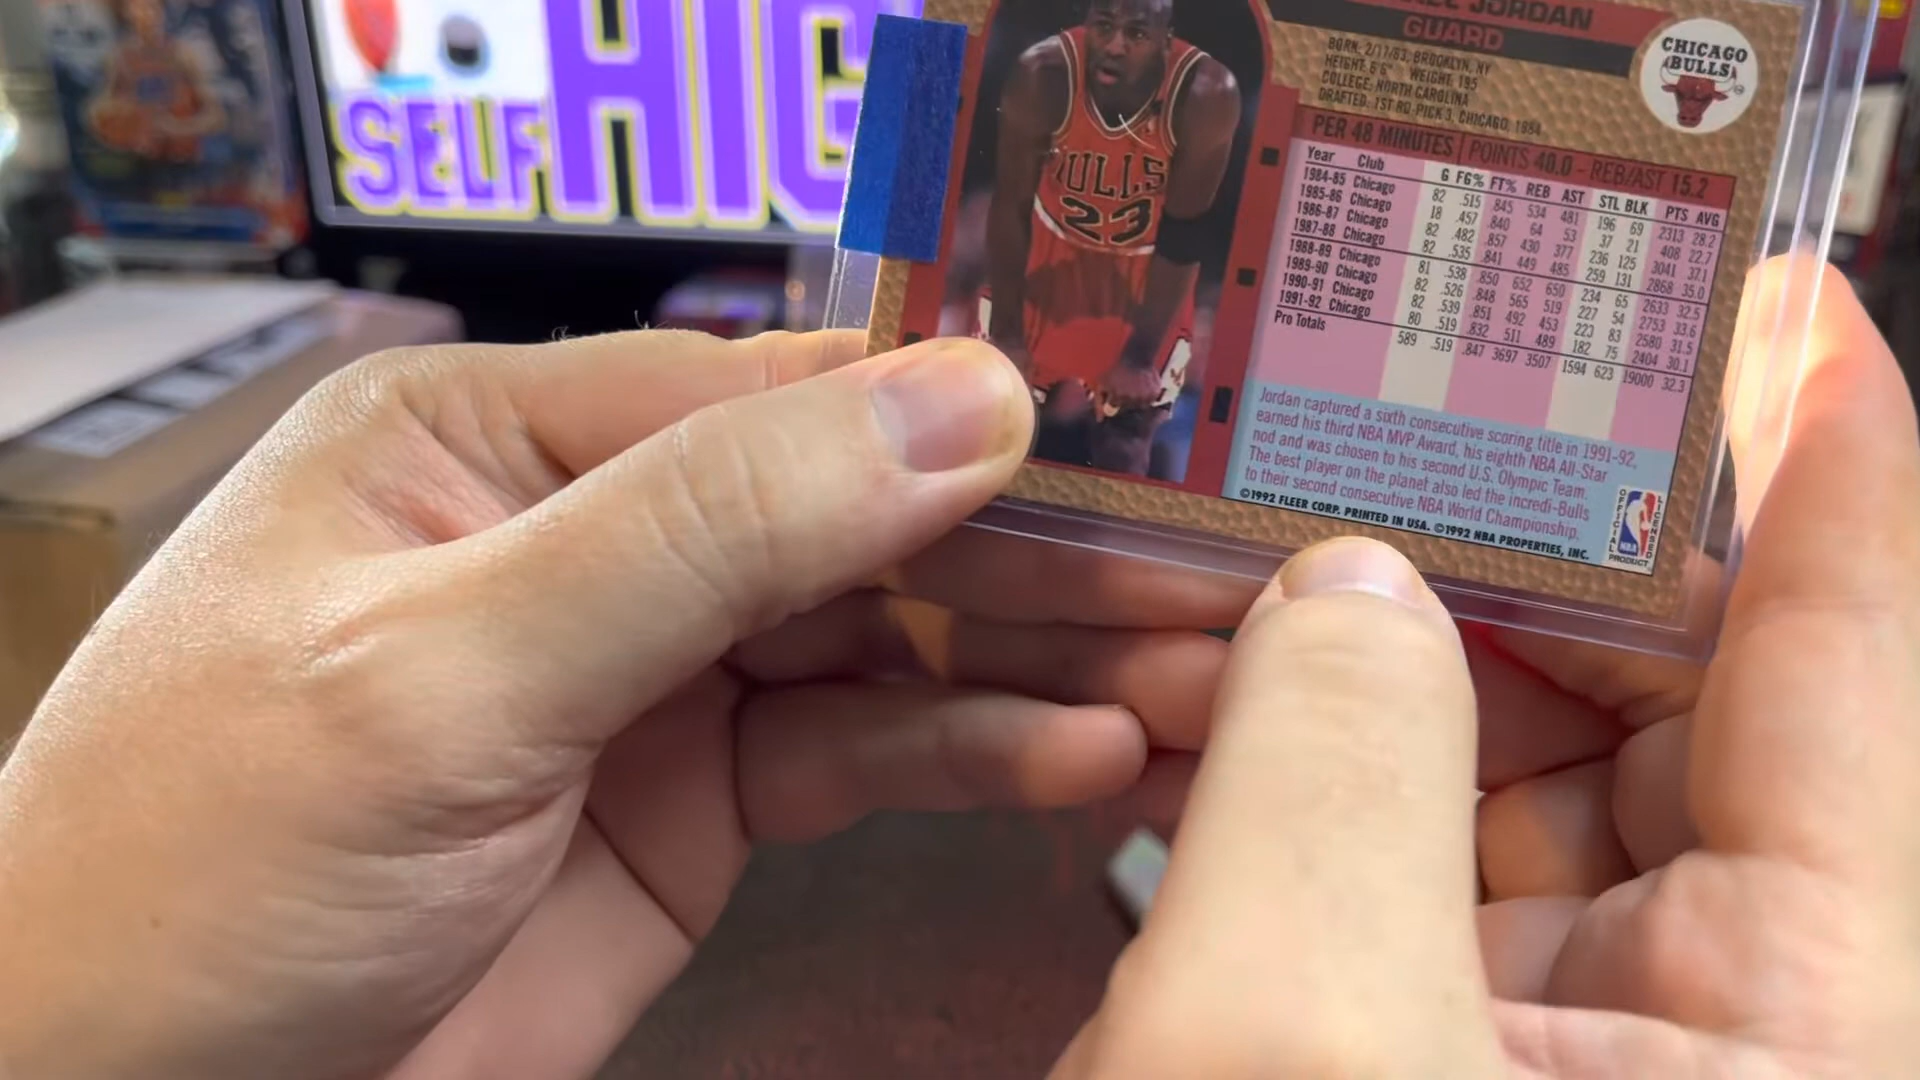 SELF HIG
JORDAN
GUARD
CHICAGO
BULLS
BORN: 2/17/63, BROOKLYN, NY
HEIGHT: 6'6" WEIGHT: 195
COLLEGE: NORTH CAROLINA
DRAFTED: 1ST RD-PICK 3, CHICAGO, 1984
PER 48 MINUTES | POINTS 40.0 - REB/AST 15.2
Year Club G FG% FT% REB AST STL BLK PTS AVG
1984-85 Chicago 82 .515 .845 534 481 196 69 2313 28.2
1985-86 Chicago 18 .457 .840 64 53 37 21 408 22.7
1986-87 Chicago 82 .482 .857 430 377 236 125 3041 37.1
1987-88 Chicago 82 .535 .841 449 485 259 131 2868 35.0
1988-89 Chicago 81 .538 .850 652 650 234 65 2633 32.5
1989-90 Chicago 82 .526 .848 565 519 227 54 2753 33.6
1990-91 Chicago 82 .539 .851 492 453 223 83 2580 31.5
1991-92 Chicago 80 .519 .832 511 489 182 75 2404 30.1
Pro Totals 589 .519 .847 3697 3507 1594 623 19000 32.3
BULLS
23
Jordan captured a sixth consecutive scoring title in 1991-92,
earned his third NBA MVP Award, his eighth NBA All-Star
nod and was chosen to his second U.S. Olympic Team.
The best player on the planet also led the incredi-Bulls
to their second consecutive NBA World Championship.
©1992 FLEER CORP. PRINTED IN USA. ©1992 NBA PROPERTIES, INC.
OFFICIAL LICENSED
NBA
PRODUCT